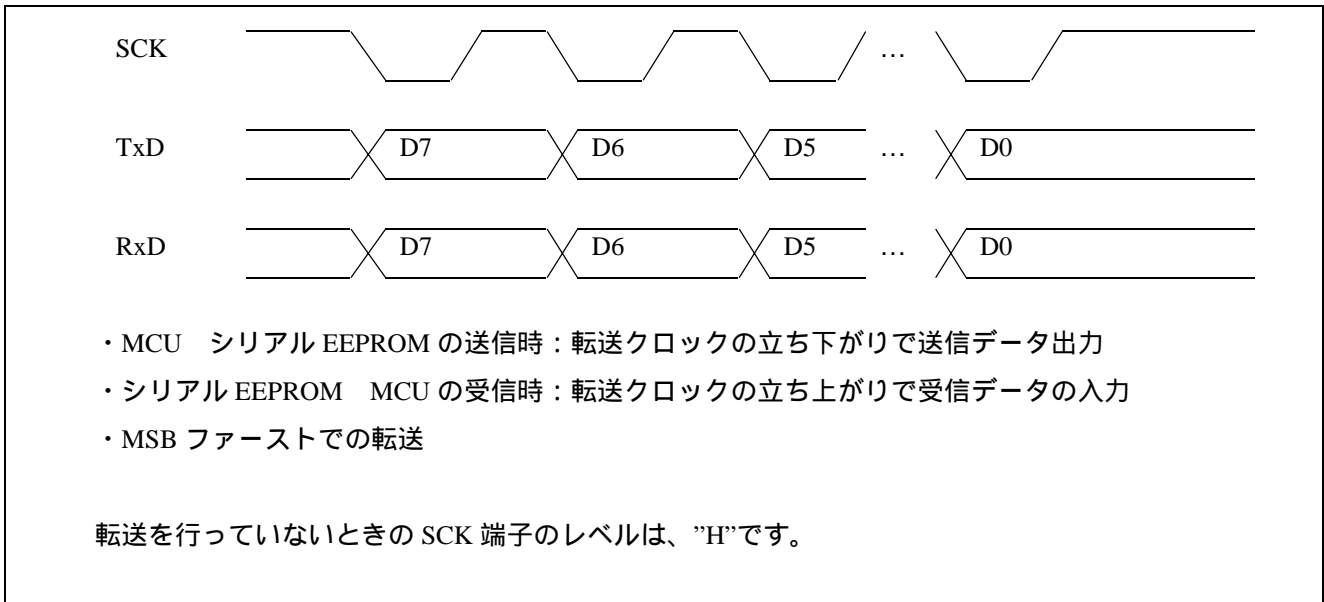 SCK …
TxD D7 D6 D5 … D0
RxD D7 D6 D5 … D0
・MCU　シリアル EEPROM の送信時：転送クロックの立ち下がりで送信データ出力
・シリアル EEPROM　MCU の受信時：転送クロックの立ち上がりで受信データの入力
・MSB ファーストでの転送
転送を行っていないときの SCK 端子のレベルは、”H”です。